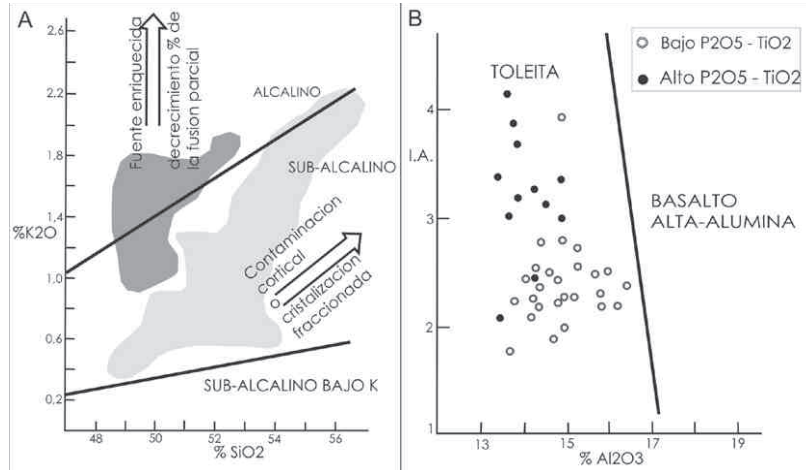 A
2.6
2.2
1.8
%K2O
1.4
1.0
0.6
0,2
Fuente enriquecida
decrecimiento % de
la fusion parcial
ALCALINO
SUB-ALCALINO
Contaminacion
cortical
o
cristalizacion
fraccionada
SUB-ALCALINO BAJO K
48
50
52
54
56
% SiO2
B
Bajo P2O5 - TiO2
Alto P2O5 - TiO2
TOLEITA
4
I.A.
3
2
1
BASALTO
ALTA-ALUMINA
13
15
17
19
% Al2O3